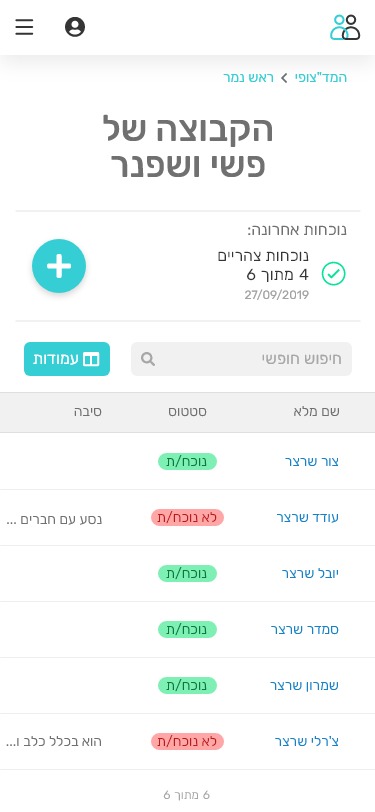 המד"צופי > ראש נמר
הקבוצה של
פשי ושפנר
נוכחות אחרונה:
נוכחות צהריים
4 מתוך 6
27/09/2019
חיפוש חופשי
עמודות
שם מלא סטטוס סיבה
צור שרצר נוכח/ת
עודד שרצר לא נוכח/ת נסע עם חברים ...
יובל שרצר נוכח/ת
סמדר שרצר נוכח/ת
שמרון שרצר נוכח/ת
צ'רלי שרצר לא נוכח/ת הוא בכלל כלב ו...
6 מתוך 6